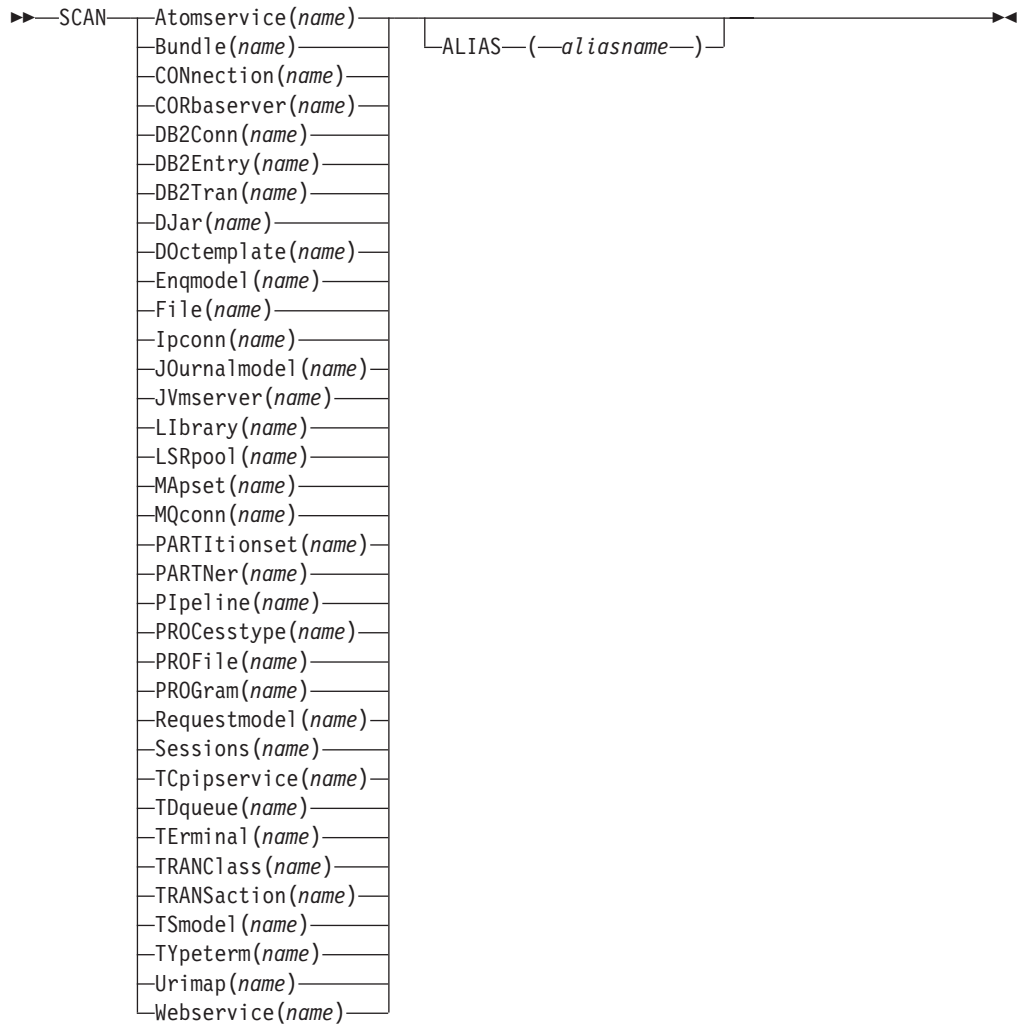 SCAN Atomservice(name)
Bundle(name) ALIAS ( aliasname )
CONnection(name)
CORbaserver(name)
DB2Conn(name)
DB2Entry(name)
DB2Tran(name)
DJar(name)
DOctemplate(name)
Enqmodel(name)
File(name)
Ipconn(name)
JOurnalmodel(name)
JVmserver(name)
LIbrary(name)
LSRpool(name)
MApset(name)
MQconn(name)
PARTItionset(name)
PARTNer(name)
PIpeline(name)
PROCesstype(name)
PROFile(name)
PROGram(name)
Requestmodel(name)
Sessions(name)
TCpipservice(name)
TDqueue(name)
TErminal(name)
TRANClass(name)
TRANSaction(name)
TSmodel(name)
TYpeterm(name)
Urimap(name)
Webservice(name)